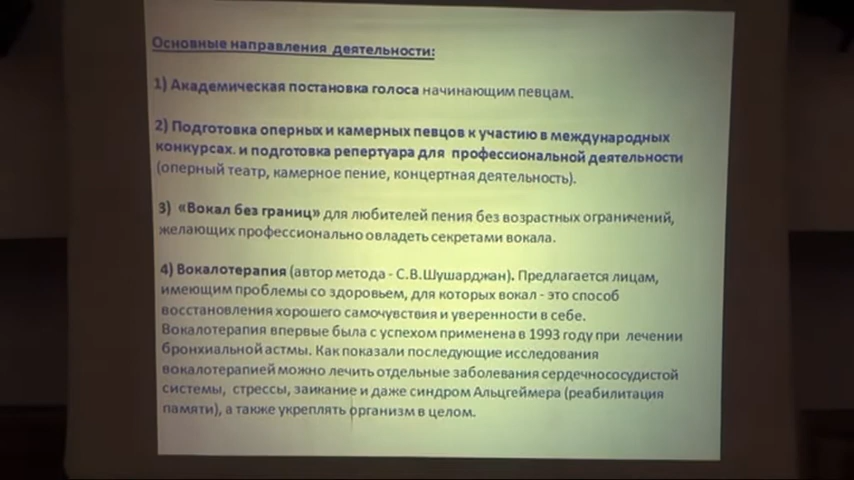 Основные направления деятельности:
1) Академическая постановка голоса начинающим певцам.
2) Подготовка оперных и камерных певцов к участию в международных
конкурсах. и подготовка репертуара для профессиональной деятельности
(оперный театр, камерное пение, концертная деятельность).
3) «Вокал без границ» для любителей пения без возрастных ограничений,
желающих профессионально овладеть секретами вокала.
4) Вокалотерапия (автор метода - С.В.Шушарджан). Предлагается лицам,
имеющим проблемы со здоровьем, для которых вокал - это способ
восстановления хорошего самочувствия и уверенности в себе.
Вокалотерапия впервые была с успехом применена в 1993 году при лечении
бронхиальной астмы. Как показали последующие исследования
вокалотерапией можно лечить отдельные заболевания сердечнососудистой
системы, стрессы, заикание и даже синдром Альцгеймера (реабилитация
памяти), а также укреплять организм в целом.